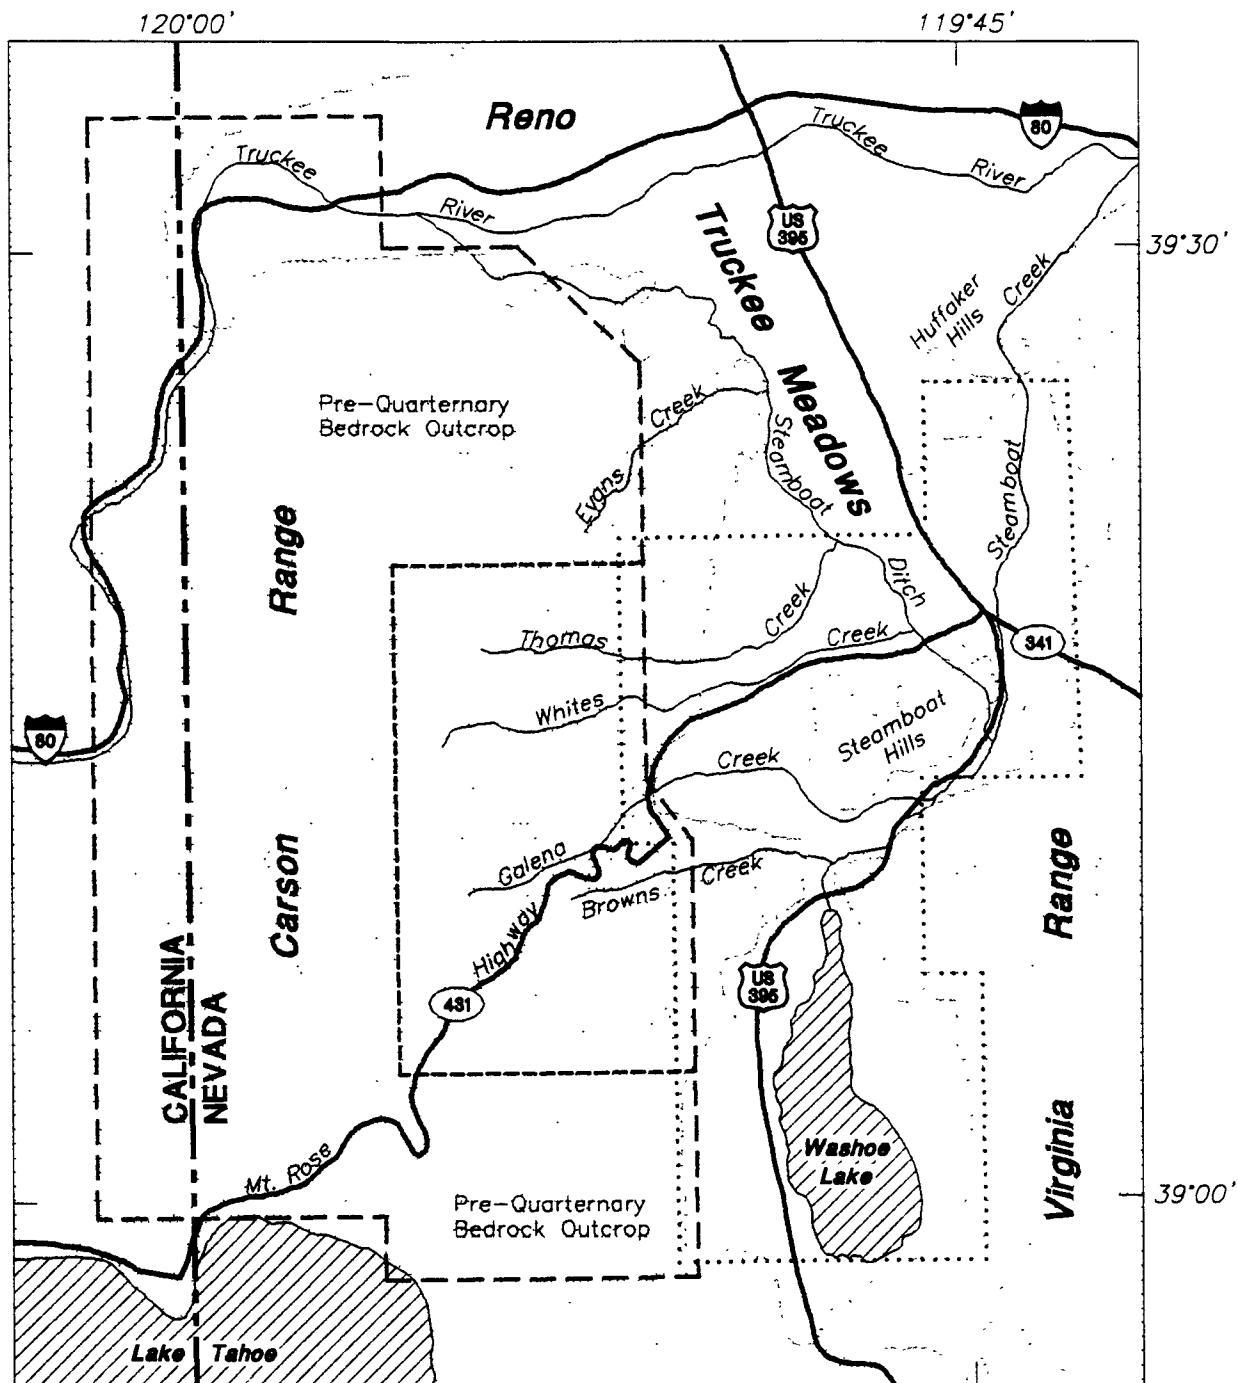 120°00'
119°45'
Reno
80
Truckee
River
Truckee
River
US
395
39°30'
Truckee
Meadows
Huffaker
Hills
Creek
Steamboat
Pre-Quarternary
Bedrock Outcrop
Creek
Evans
Steamboat
Ditch
Range
Carson
Thomas
Creek
Creek
Whites
341
80
Steamboat
Hills
Creek
Galena
Browns
Creek
Highway
431
US
395
Range
Virginia
CALIFORNIA
NEVADA
Mt. Rose
Washoe
Lake
Pre-Quarternary
Bedrock Outcrop
39°00'
Lake Tahoe